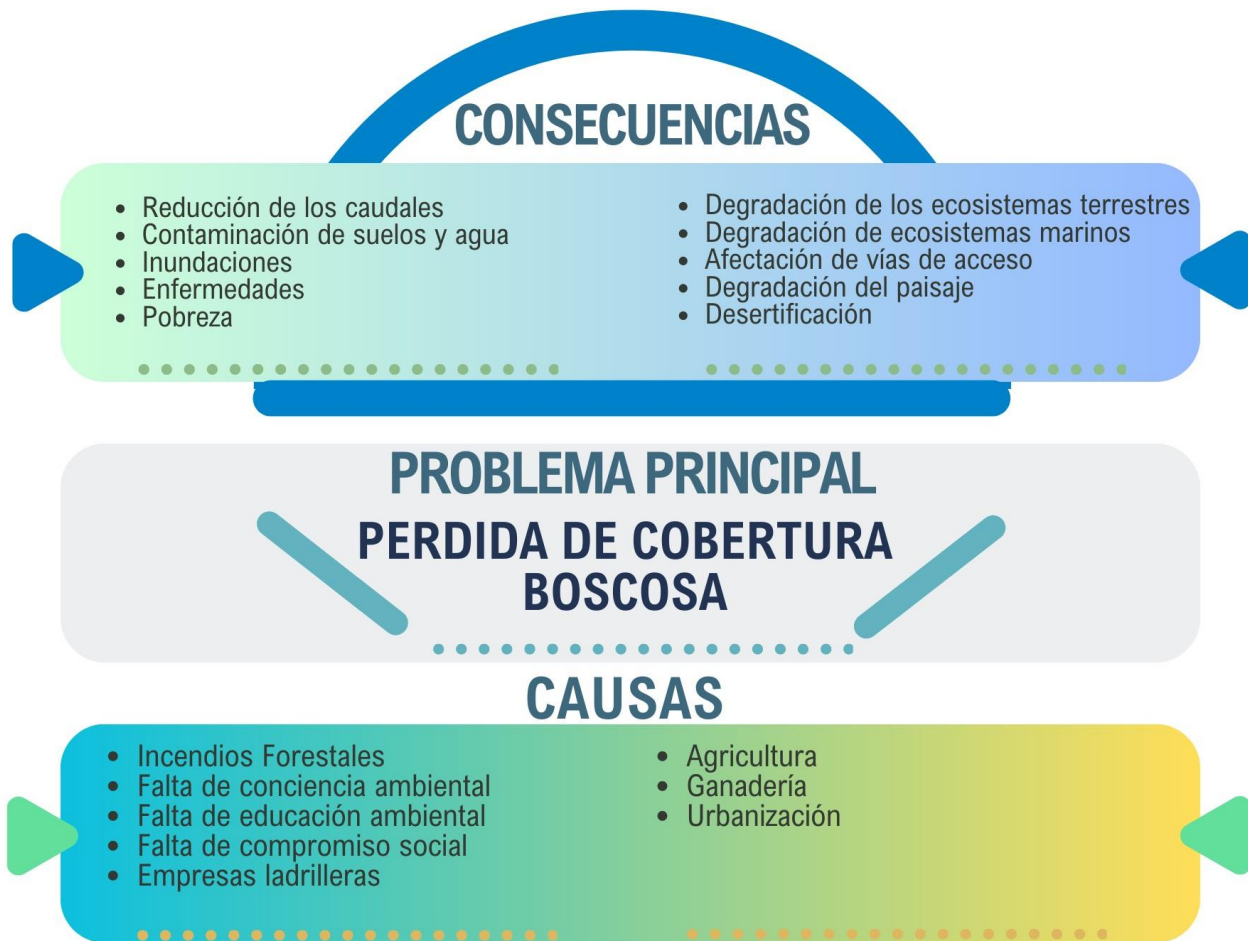 CONSECUENCIAS
• Reducción de los caudales
• Contaminación de suelos y agua
• Inundaciones
• Enfermedades
• Pobreza
• Degradación de los ecosistemas terrestres
• Degradación de ecosistemas marinos
• Afectación de vías de acceso
• Degradación del paisaje
• Desertificación
PROBLEMA PRINCIPAL
PERDIDA DE COBERTURA
BOSCOSA
CAUSAS
• Incendios Forestales
• Falta de conciencia ambiental
• Falta de educación ambiental
• Falta de compromiso social
• Empresas ladrilleras
• Agricultura
• Ganadería
• Urbanización